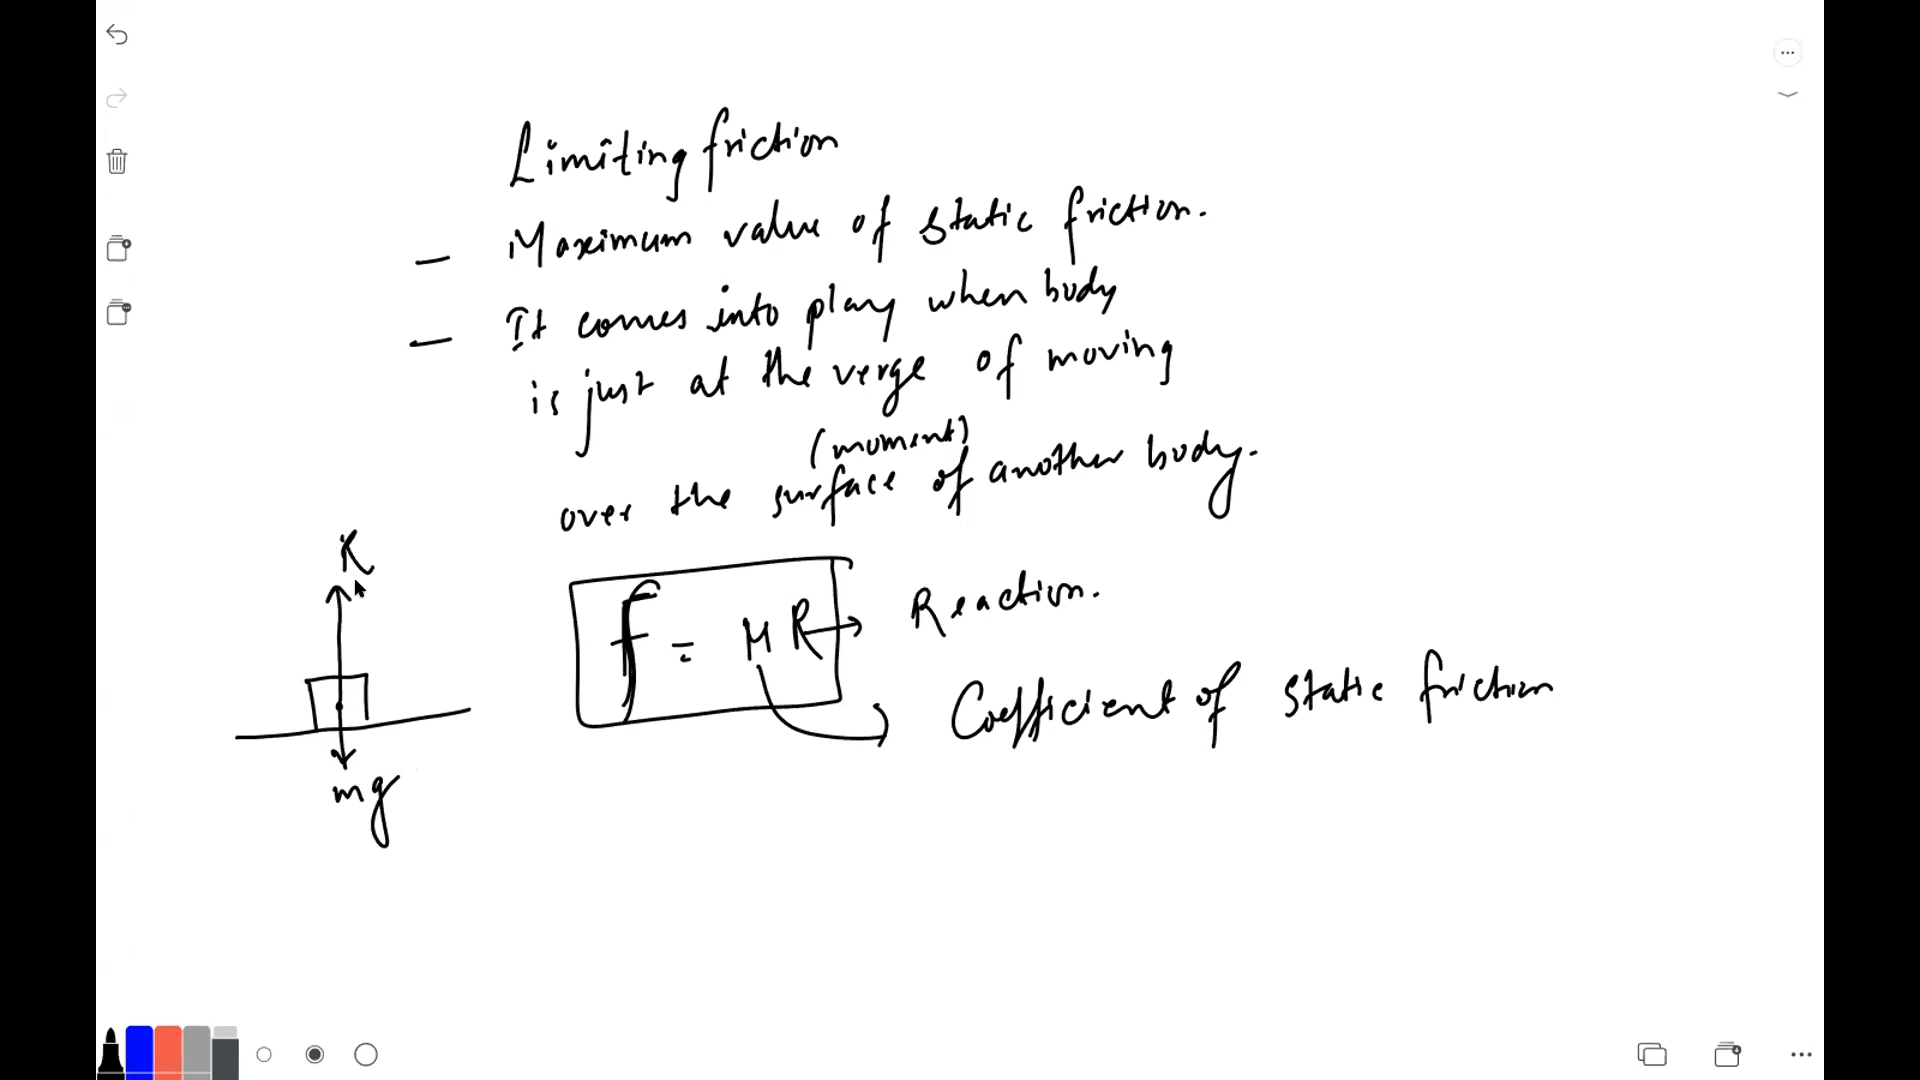 Limiting friction
— Maximum value of static friction.
— It comes into play when body
is just at the verge of moving
(moment)
over the surface of another body.
R
f = μR → Reaction.
Coefficient of static friction
mg